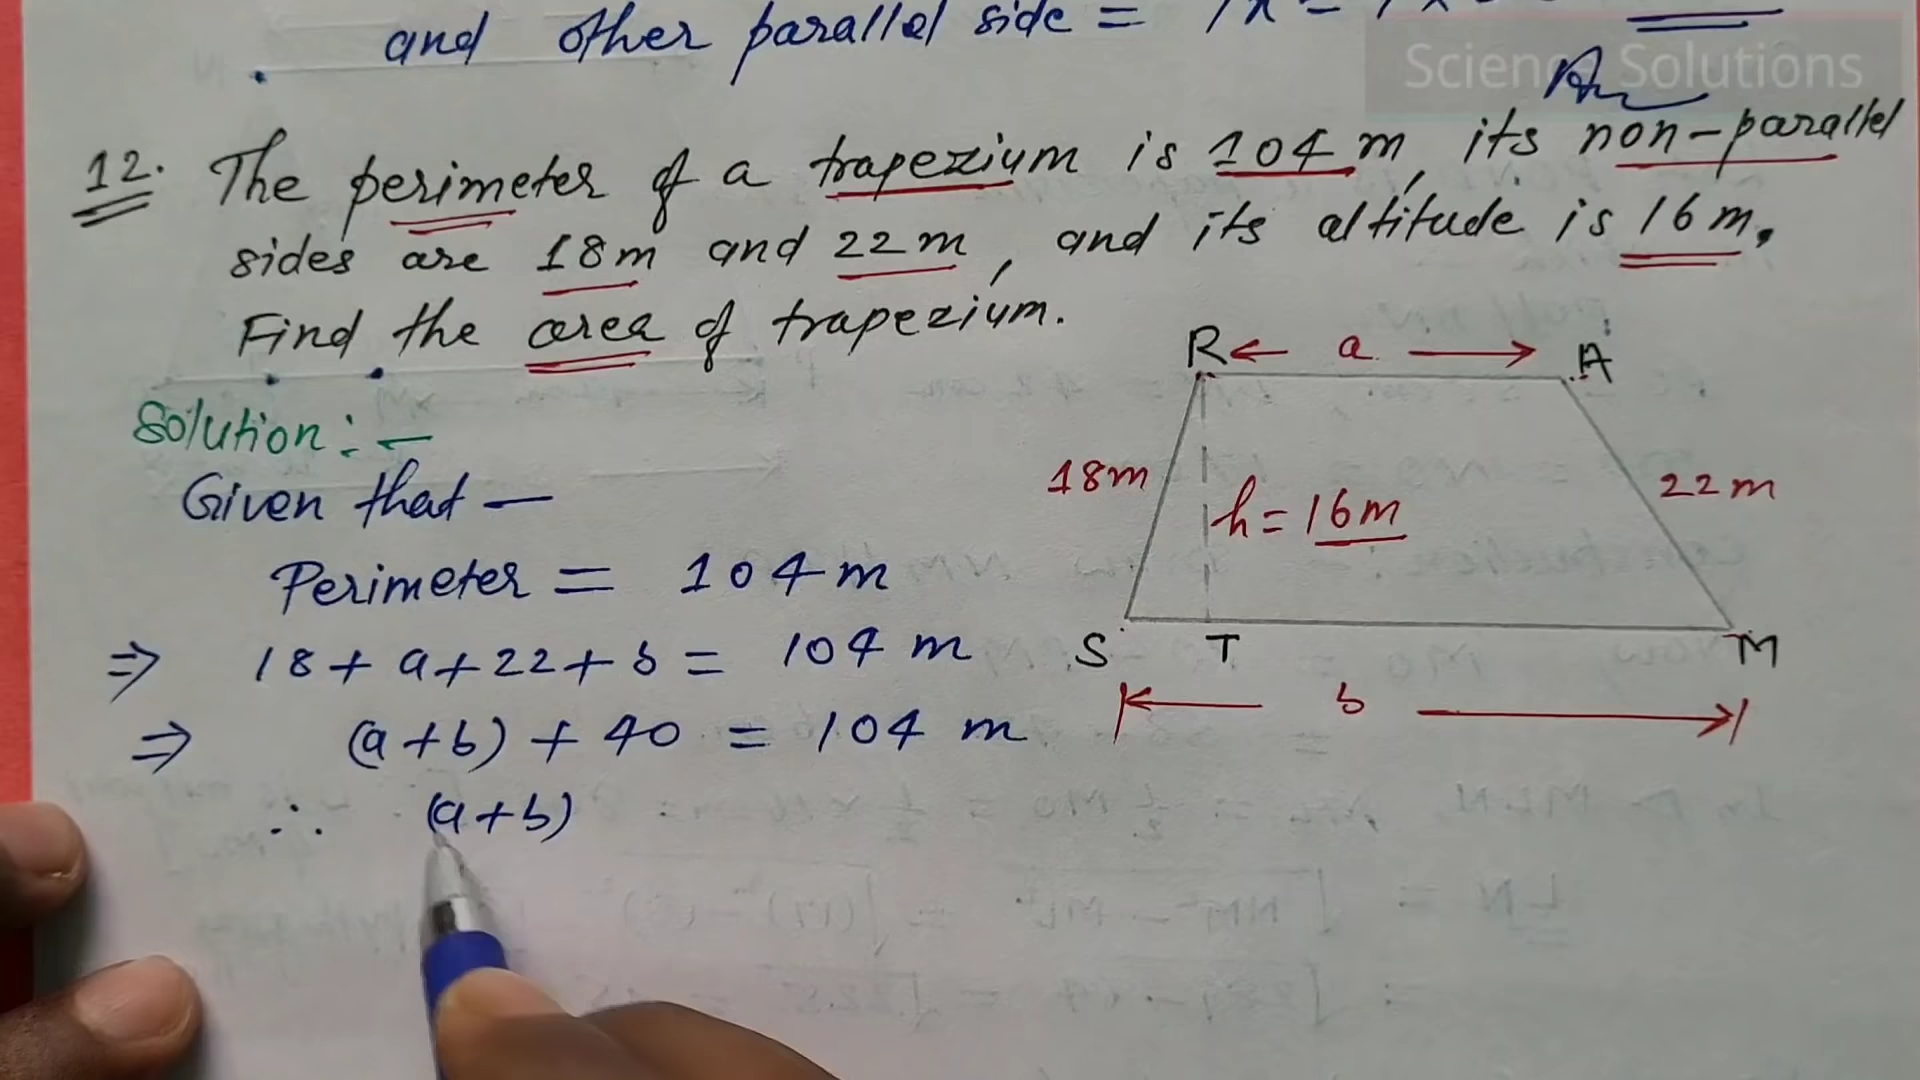 and other parallel side =
Science Solutions
Ans
12. The perimeter of a trapezium is 104 m, its non-parallel
sides are 18m and 22m, and its altitude is 16m.
Find the area of trapezium.
R ← a → A
Solution:-
Given that —
18m
h = 16m
22m
Perimeter = 104m
⇒ 18 + a + 22 + b = 104 m
S T M
b
⇒ (a + b) + 40 = 104 m
∴ (a + b)